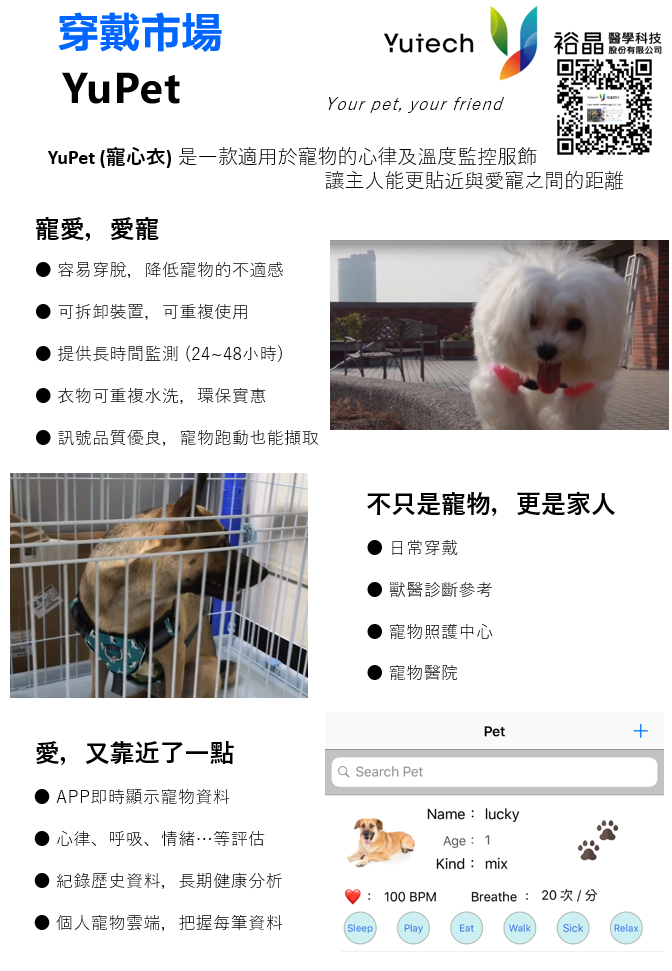 穿戴市場
YuPet
Yutech
裕晶 醫學科技
股份有限公司
Your pet, your friend
YuPet (寵心衣) 是一款適用於寵物的心律及溫度監控服飾
讓主人能更貼近與愛寵之間的距離
寵愛，愛寵
● 容易穿脫，降低寵物的不適感
● 可拆卸裝置，可重複使用
● 提供長時間監測 (24~48小時)
● 衣物可重複水洗，環保實惠
● 訊號品質優良，寵物跑動也能擷取
不只是寵物，更是家人
● 日常穿戴
● 獸醫診斷參考
● 寵物照護中心
● 寵物醫院
愛，又靠近了一點
● APP即時顯示寵物資料
● 心律、呼吸、情緒…等評估
● 紀錄歷史資料，長期健康分析
● 個人寵物雲端，把握每筆資料
Pet +
Search Pet
Name： lucky
Age： 1
Kind： mix
❤️： 100 BPM Breathe： 20 次 / 分
Sleep Play Eat Walk Sick Relax